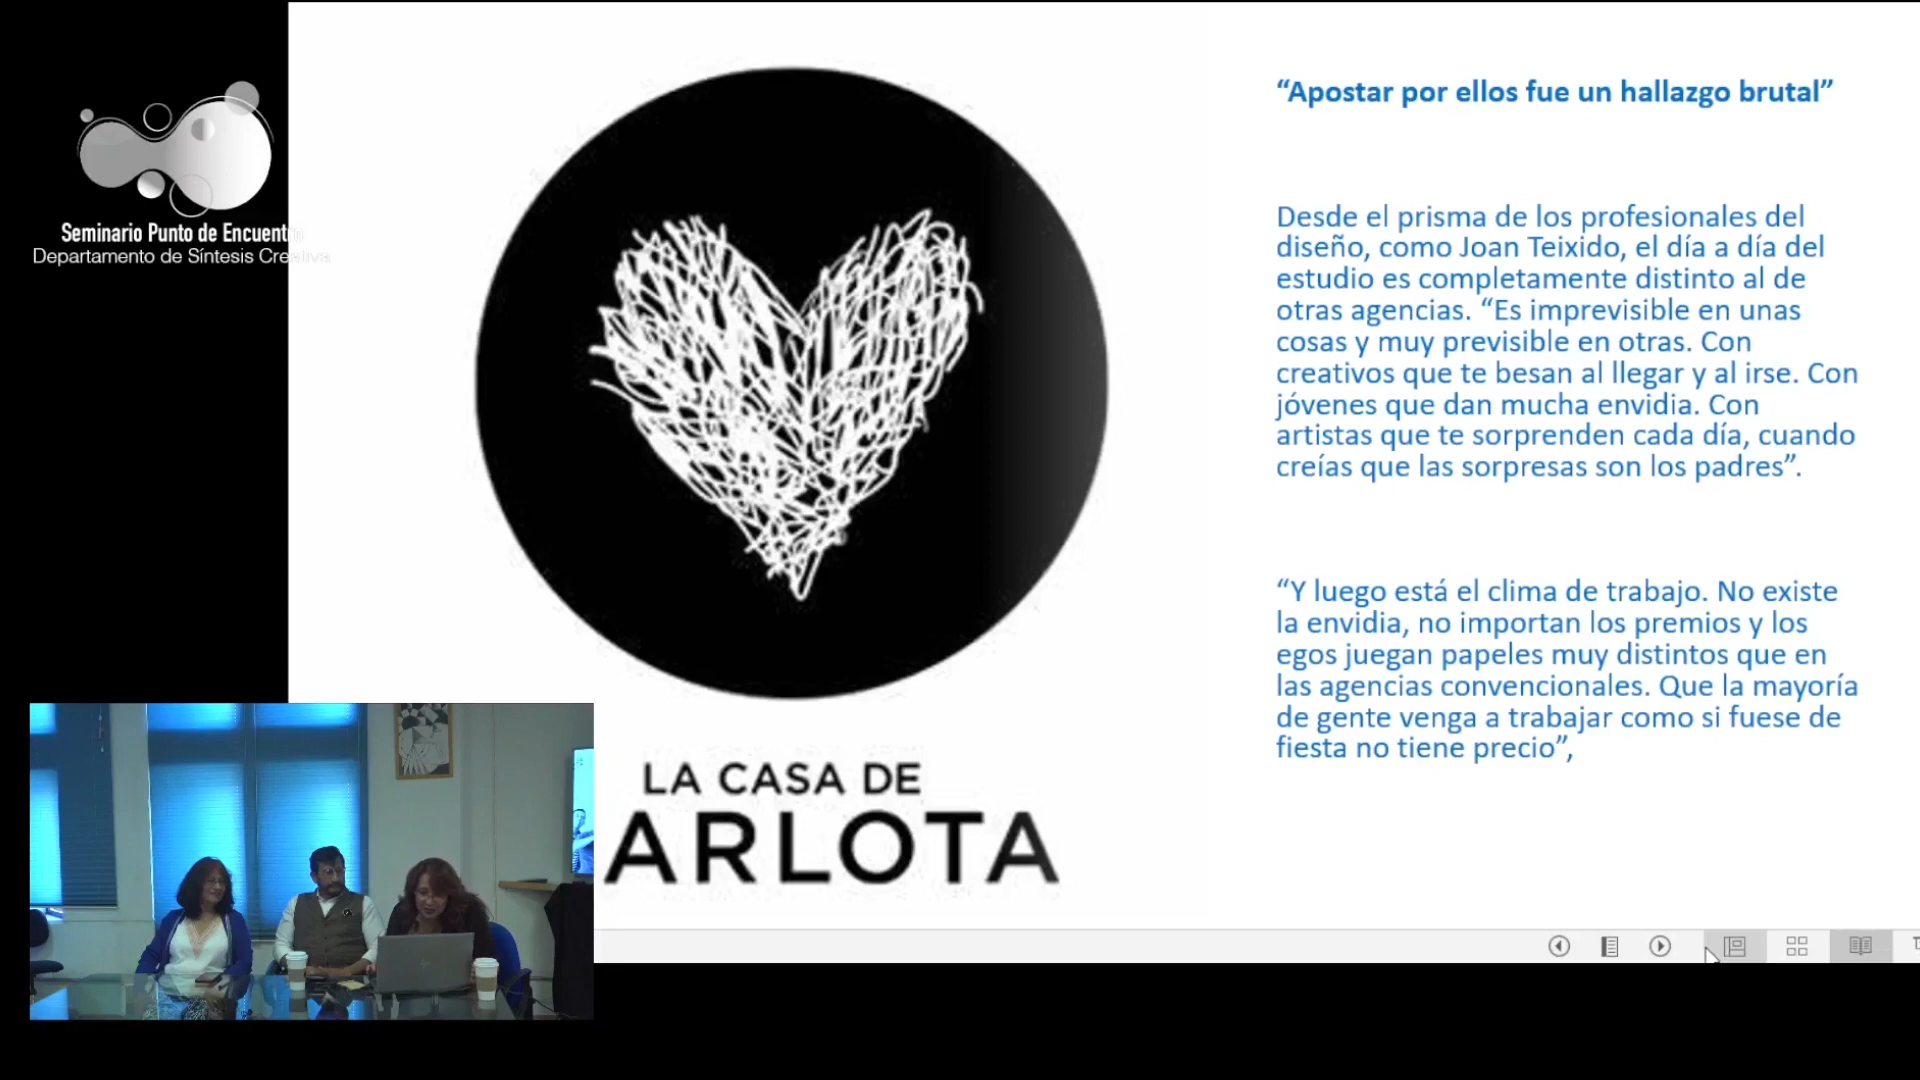 Seminario Punto de Encuent
Departamento de Síntesis Creativa
“Apostar por ellos fue un hallazgo brutal”
Desde el prisma de los profesionales del
diseño, como Joan Teixido, el día a día del
estudio es completamente distinto al de
otras agencias. “Es imprevisible en unas
cosas y muy previsible en otras. Con
creativos que te besan al llegar y al irse. Con
jóvenes que dan mucha envidia. Con
artistas que te sorprenden cada día, cuando
creías que las sorpresas son los padres”.
“Y luego está el clima de trabajo. No existe
la envidia, no importan los premios y los
egos juegan papeles muy distintos que en
las agencias convencionales. Que la mayoría
de gente venga a trabajar como si fuese de
fiesta no tiene precio”,
LA CASA DE
ARLOTA